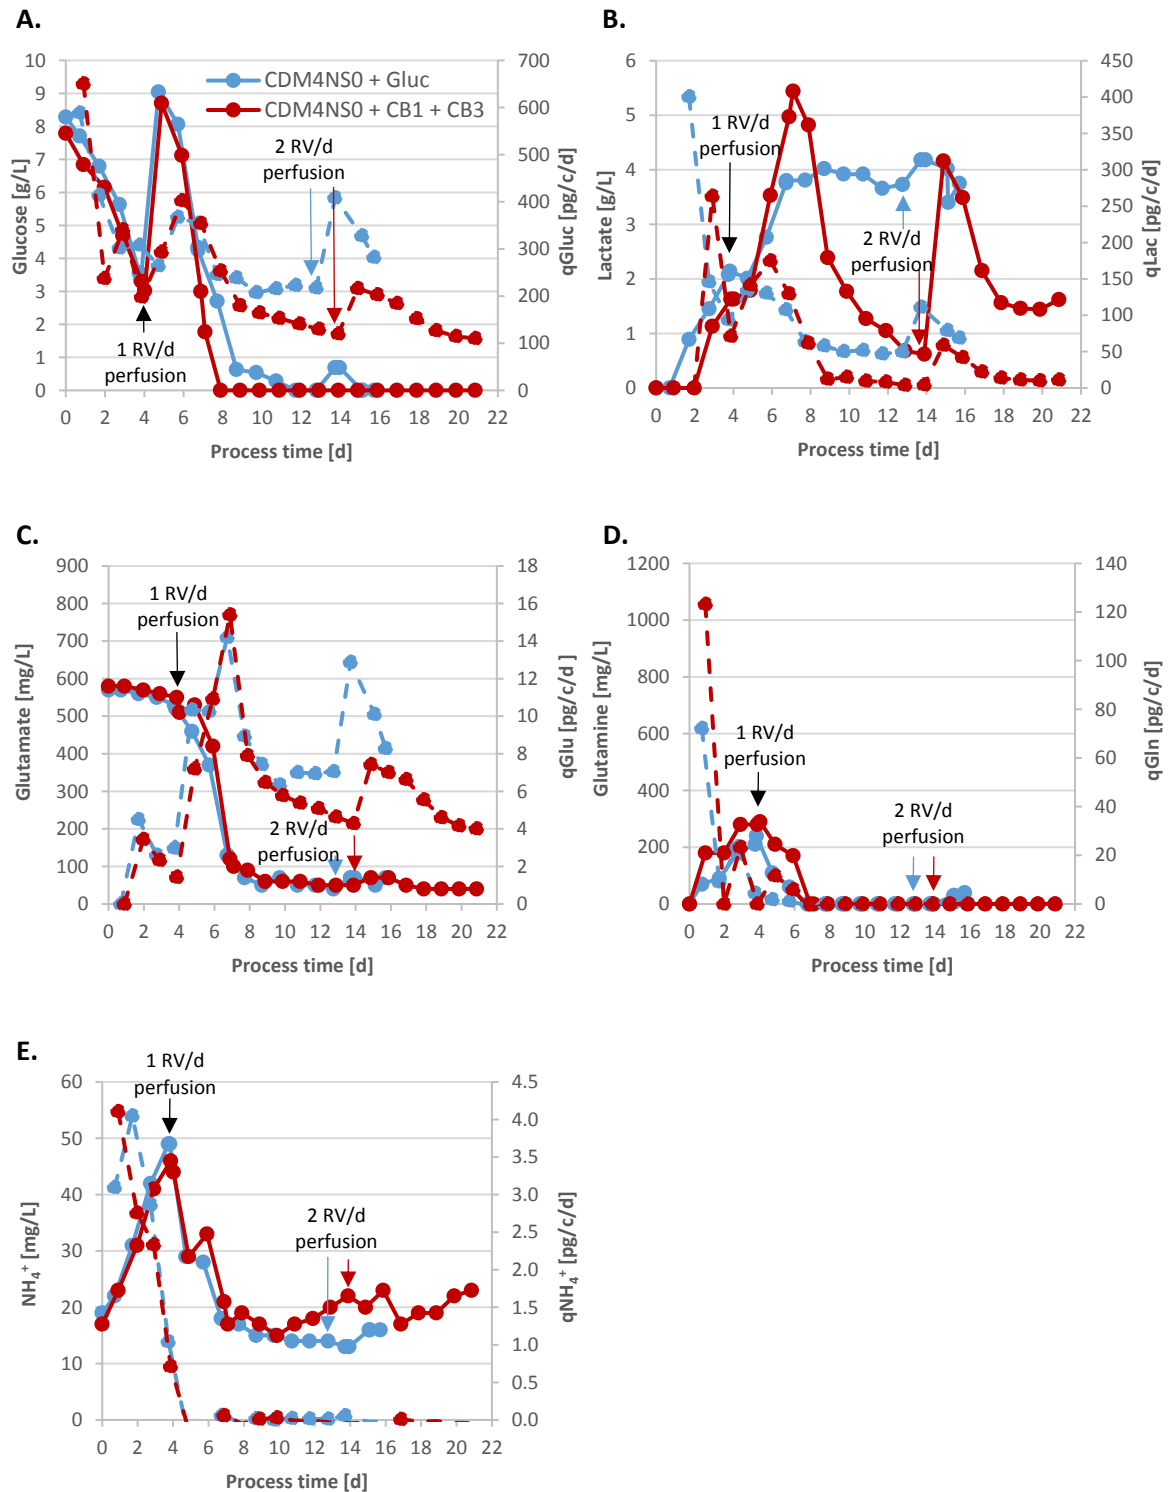 A.
B.
10
9
8
7
6
5
4
3
2
1
0
Glucose [g/L]
700
600
500
400
300
200
100
0
qGluc [pg/c/d]
CDM4NS0 + Gluc
CDM4NS0 + CB1 + CB3
2 RV/d
perfusion
1 RV/d
perfusion
0 2 4 6 8 10 12 14 16 18 20 22
Process time [d]
6
5
4
3
2
1
0
Lactate [g/L]
450
400
350
300
250
200
150
100
50
0
qLac [pg/c/d]
1 RV/d
perfusion
2 RV/d
perfusion
0 2 4 6 8 10 12 14 16 18 20 22
Process time [d]
C.
D.
900
800
700
600
500
400
300
200
100
0
Glutamate [mg/L]
18
16
14
12
10
8
6
4
2
0
qGlu [pg/c/d ]
1 RV/d
perfusion
2 RV/d
perfusion
0 2 4 6 8 10 12 14 16 18 20 22
Process time [d]
1200
1000
800
600
400
200
0
Glutamine [mg/L]
140
120
100
80
60
40
20
0
qGln [pg/c/d]
1 RV/d
perfusion
2 RV/d
perfusion
0 2 4 6 8 10 12 14 16 18 20 22
Process time [d]
E.
60
50
40
30
20
10
0
NH₄⁺ [mg/L]
4.5
4.0
3.5
3.0
2.5
2.0
1.5
1.0
0.5
0.0
qNH₄⁺ [pg/c/d]
1 RV/d
perfusion
2 RV/d
perfusion
0 2 4 6 8 10 12 14 16 18 20 22
Process time [d]